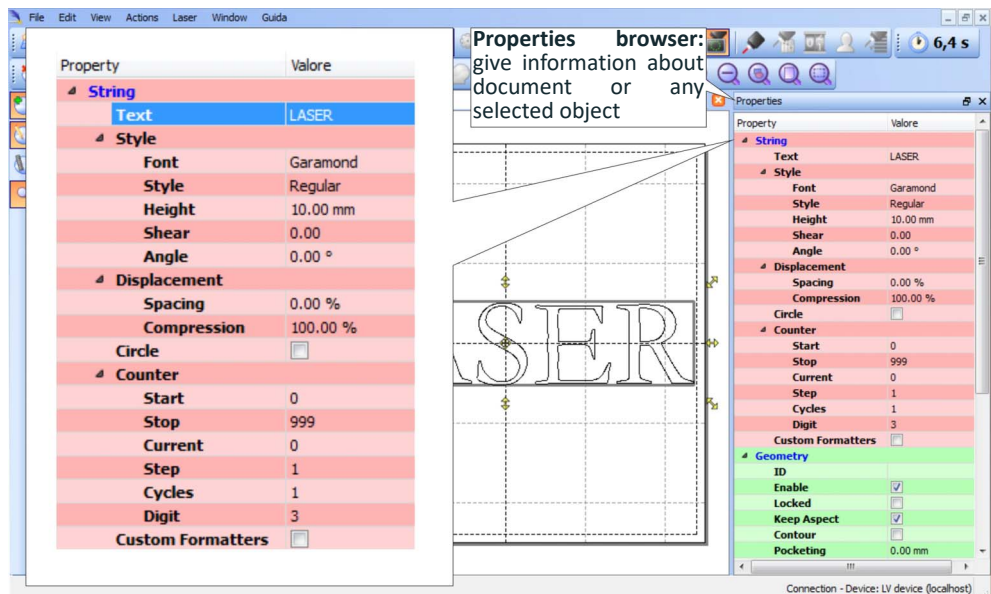 File Edit View Actions Laser Window Guida
Properties browser:
give information about
document or any
selected object
6,4 s
Property Valore
String
Text LASER
Style
Font Garamond
Style Regular
Height 10.00 mm
Shear 0.00
Angle 0.00 °
Displacement
Spacing 0.00 %
Compression 100.00 %
Circle
Counter
Start 0
Stop 999
Current 0
Step 1
Cycles 1
Digit 3
Custom Formatters
ASER
Properties
Property Valore
String
Text LASER
Style
Font Garamond
Style Regular
Height 10.00 mm
Shear 0.00
Angle 0.00 °
Displacement
Spacing 0.00 %
Compression 100.00 %
Circle
Counter
Start 0
Stop 999
Current 0
Step 1
Cycles 1
Digit 3
Custom Formatters
Geometry
ID
Enable
Locked
Keep Aspect
Contour
Pocketing 0.00 mm
Connection - Device: LV device (localhost)